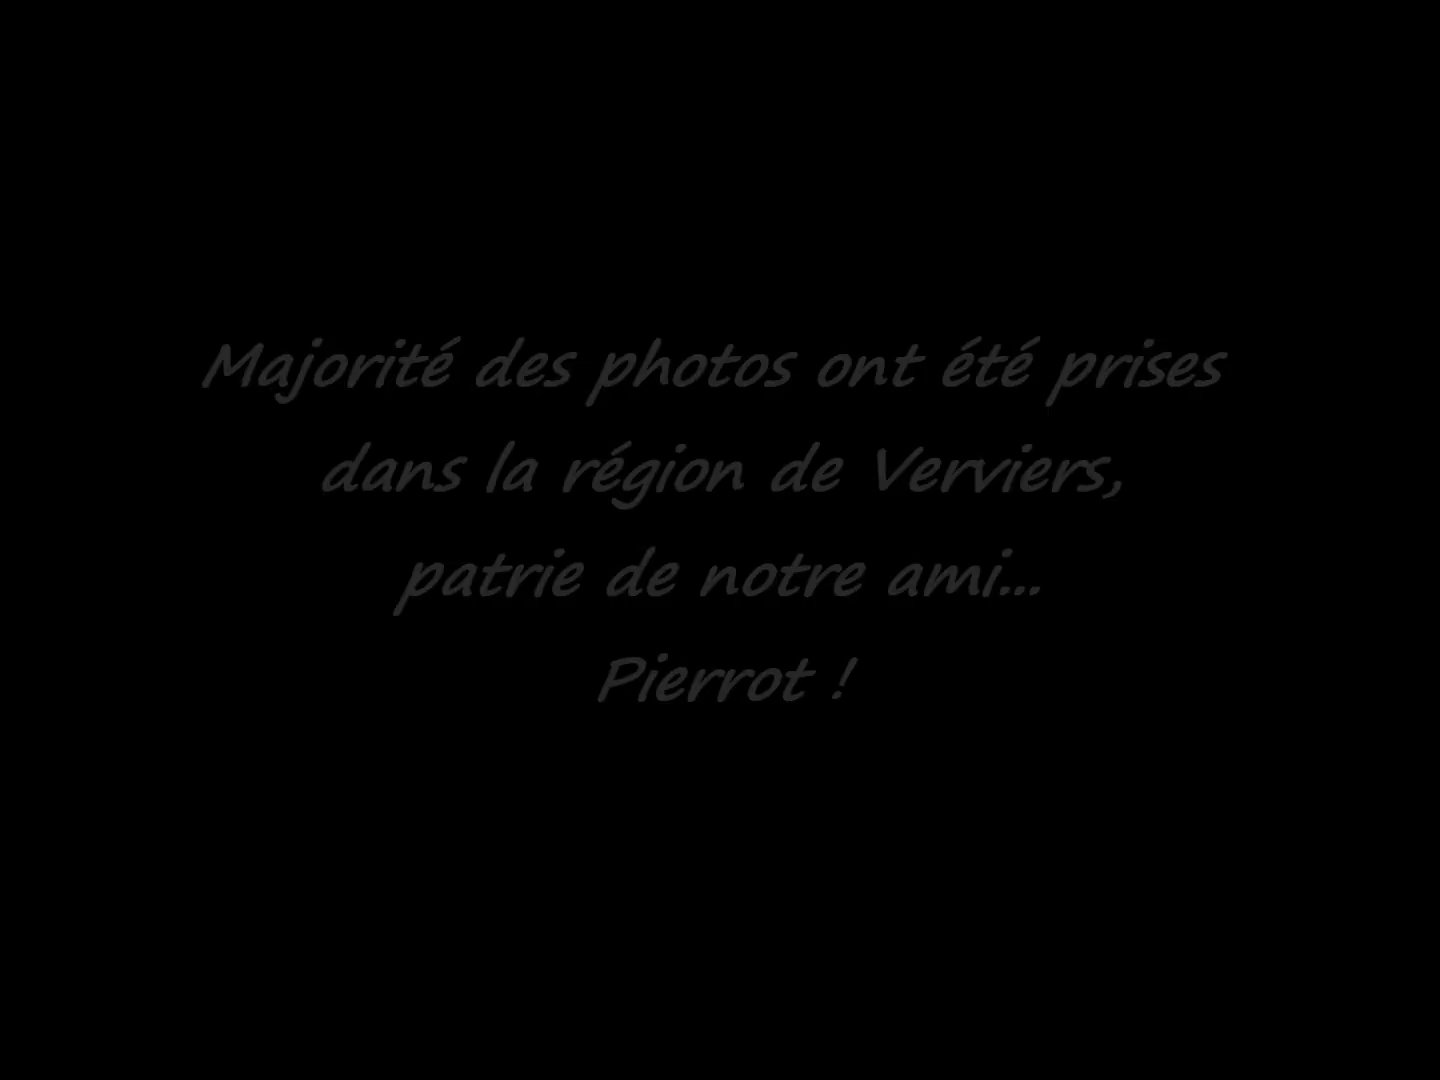 Majorité des photos ont été prises
dans la région de Verviers,
patrie de notre ami...
Pierrot !